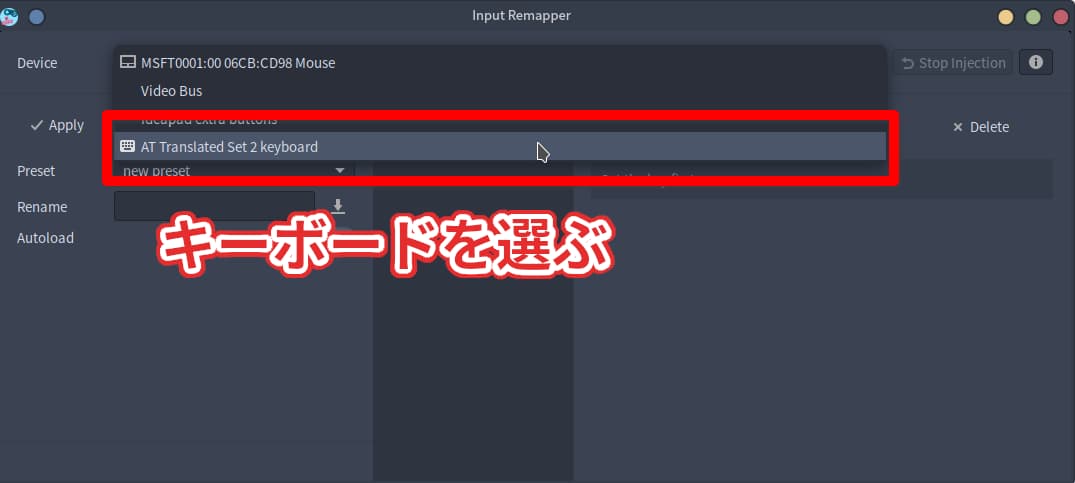 Input Remapper
Device
MSFT0001:00 06CB:CD98 Mouse
Stop Injection
Video Bus
Ideapad extra buttons
Apply
AT Translated Set 2 keyboard
Delete
Preset
new preset
Rename
Autoload
キーボードを選ぶ